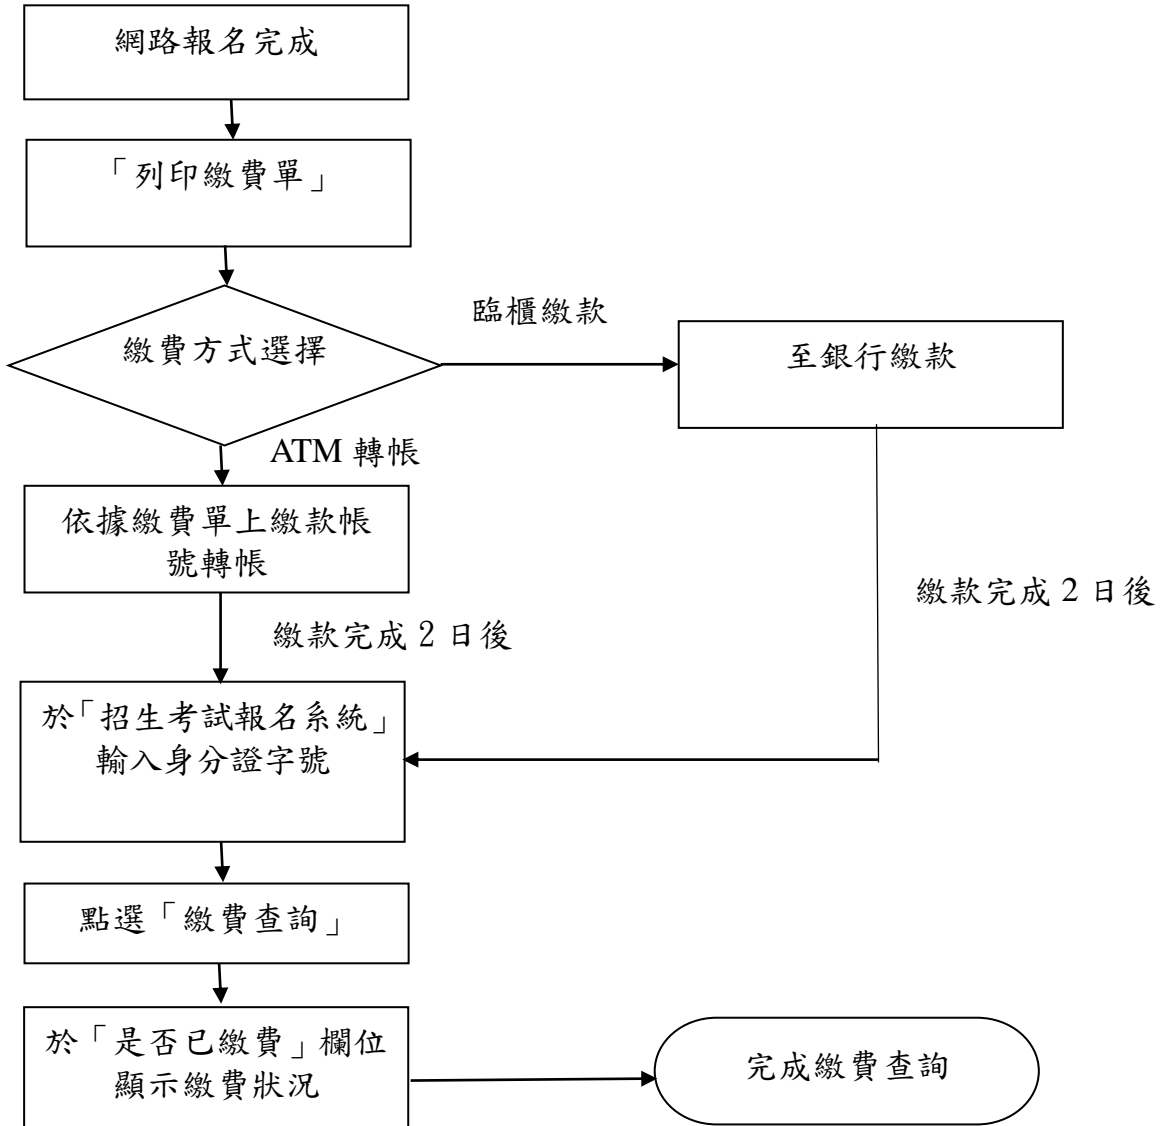 網路報名完成
「列印繳費單」
臨櫃繳款
繳費方式選擇
至銀行繳款
ATM 轉帳
依據繳費單上繳款帳
號轉帳
繳款完成 2 日後
繳款完成 2 日後
於「招生考試報名系統」
輸入身分證字號
點選「繳費查詢」
於「是否已繳費」欄位
顯示繳費狀況
完成繳費查詢